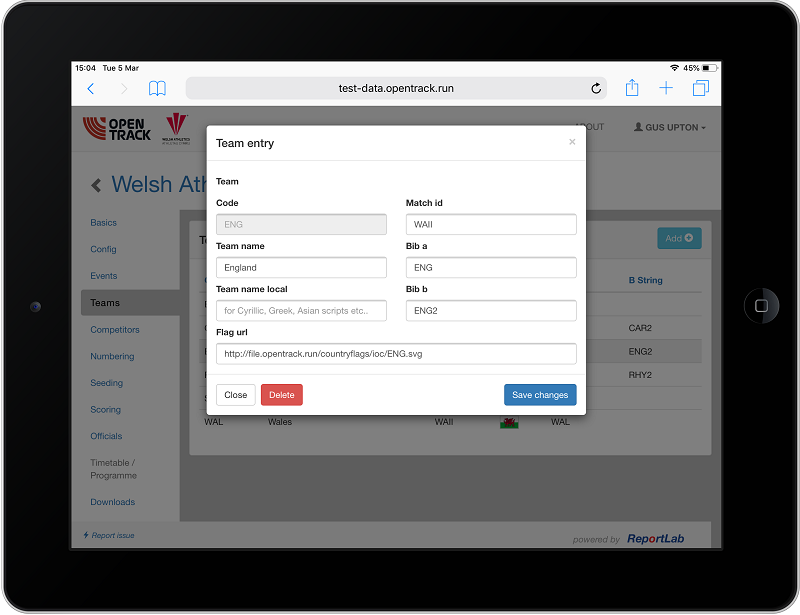 15:04 Tue 5 Mar
45%
test-data.opentrack.run
OPEN
TRACK
WELSH ATHLETICS
ABOUT
GUS UPTON
Welsh Ath
Team entry
×
Team
Code
Match id
ENG
WAII
Team name
Bib a
England
ENG
Team name local
Bib b
for Cyrillic, Greek, Asian scripts etc..
ENG2
Flag url
http://file.opentrack.run/countryflags/ioc/ENG.svg
Close
Delete
Save changes
Basics
Config
Events
Teams
Competitors
Numbering
Seeding
Scoring
Officials
Timetable /
Programme
Downloads
Add
B String
CAR2
ENG2
RHY2
WAL Wales WAII WAL
Report issue
powered by ReportLab